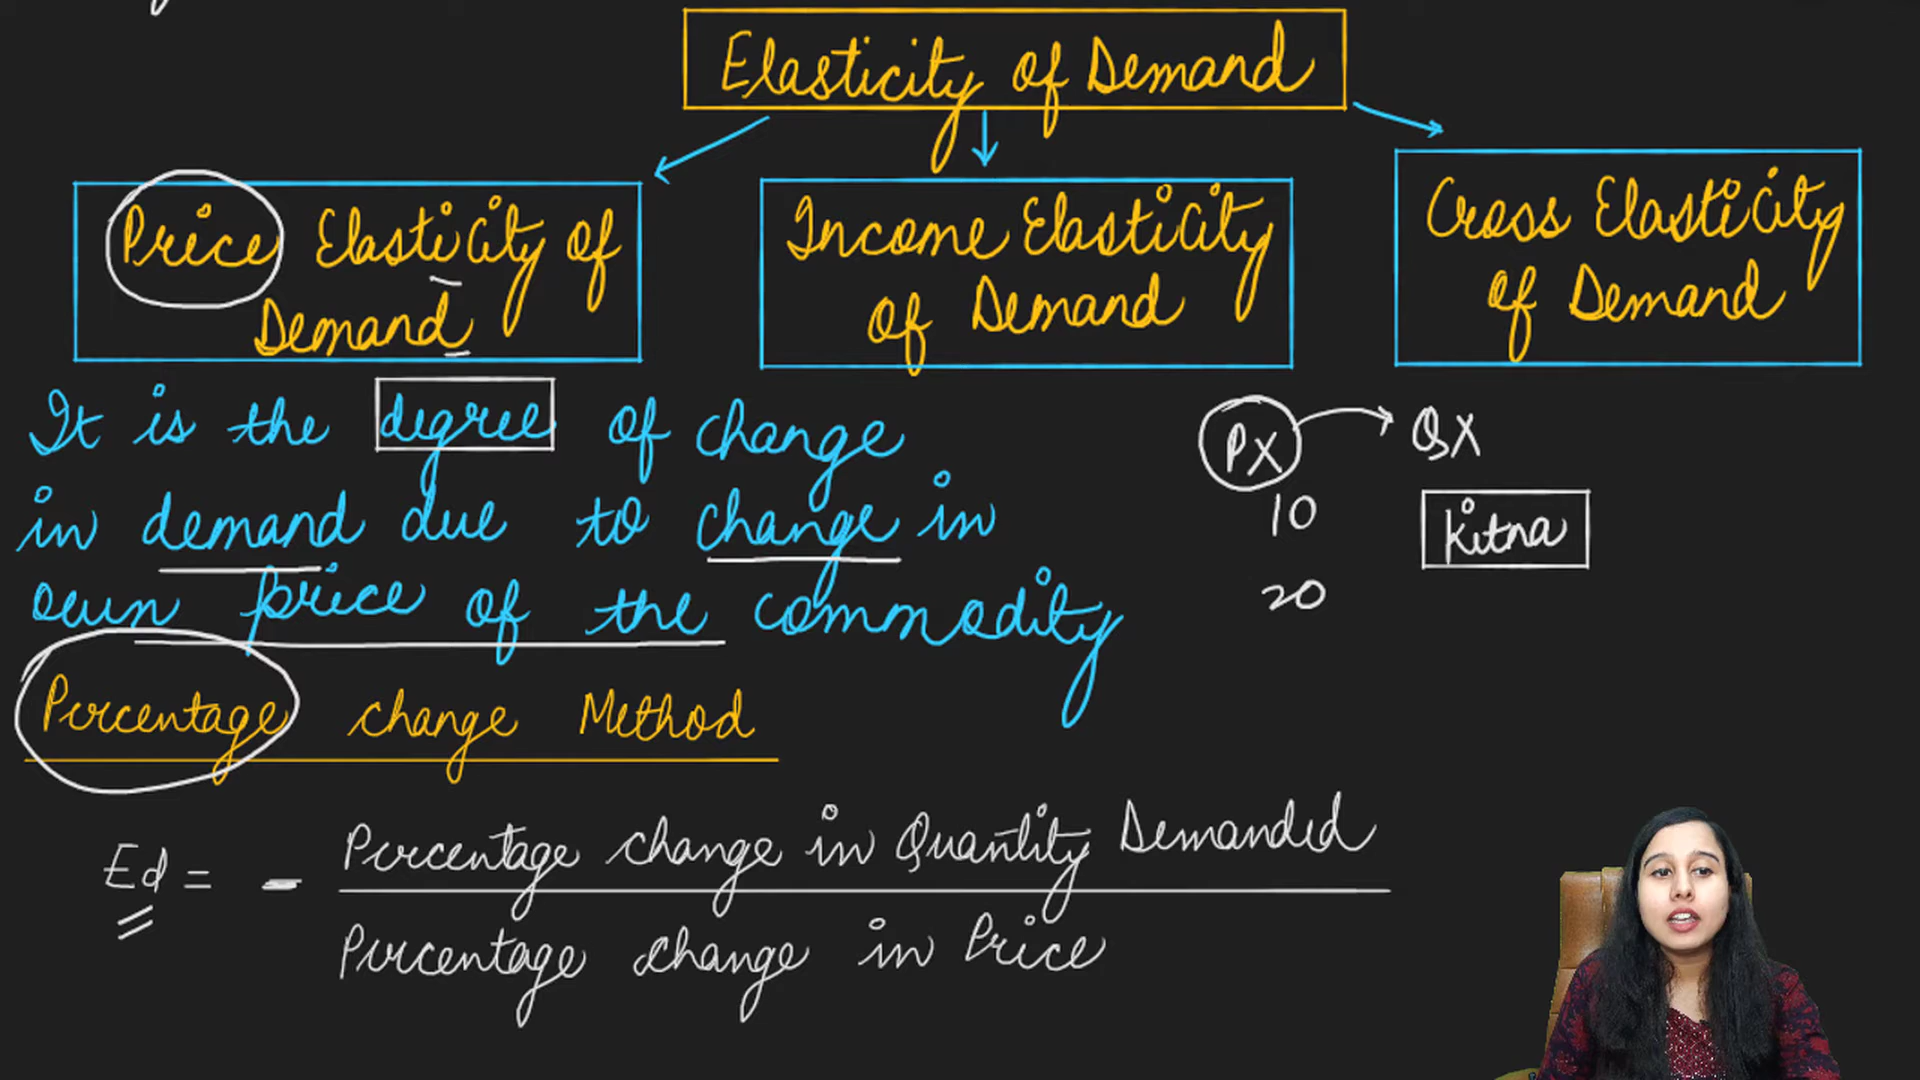 Elasticity of Demand
Price Elasticity of
Demand
Income Elasticity
of Demand
Cross Elasticity
of Demand
It is the degree of change
in demand due to change in
own price of the commodity
PX
QX
10
Kitna
20
Percentage change Method
Ed = - Percentage change in Quantity Demanded
Percentage change in Price